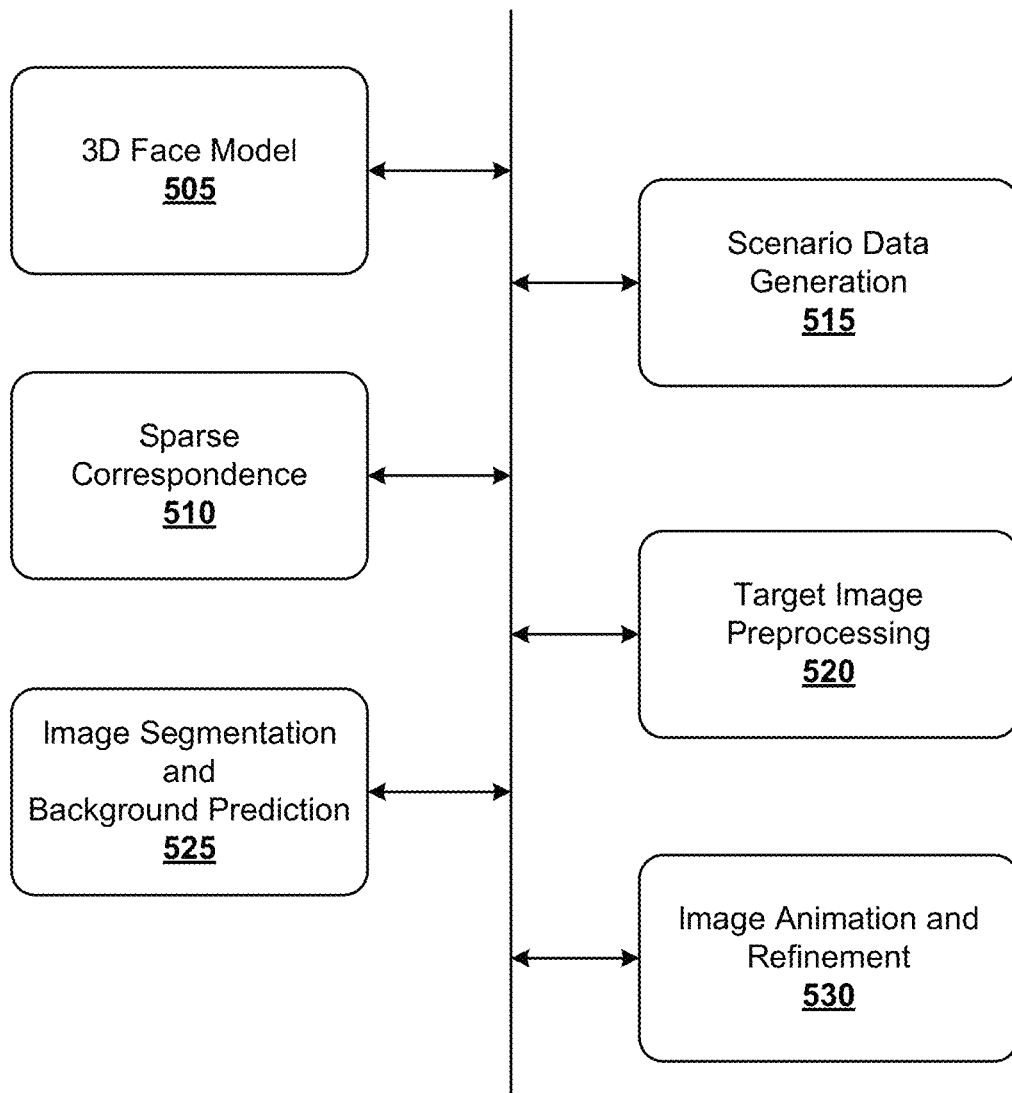 3D Face Model
505
Scenario Data
Generation
515
Sparse
Correspondence
510
Target Image
Preprocessing
520
Image Segmentation
and
Background Prediction
525
Image Animation and
Refinement
530